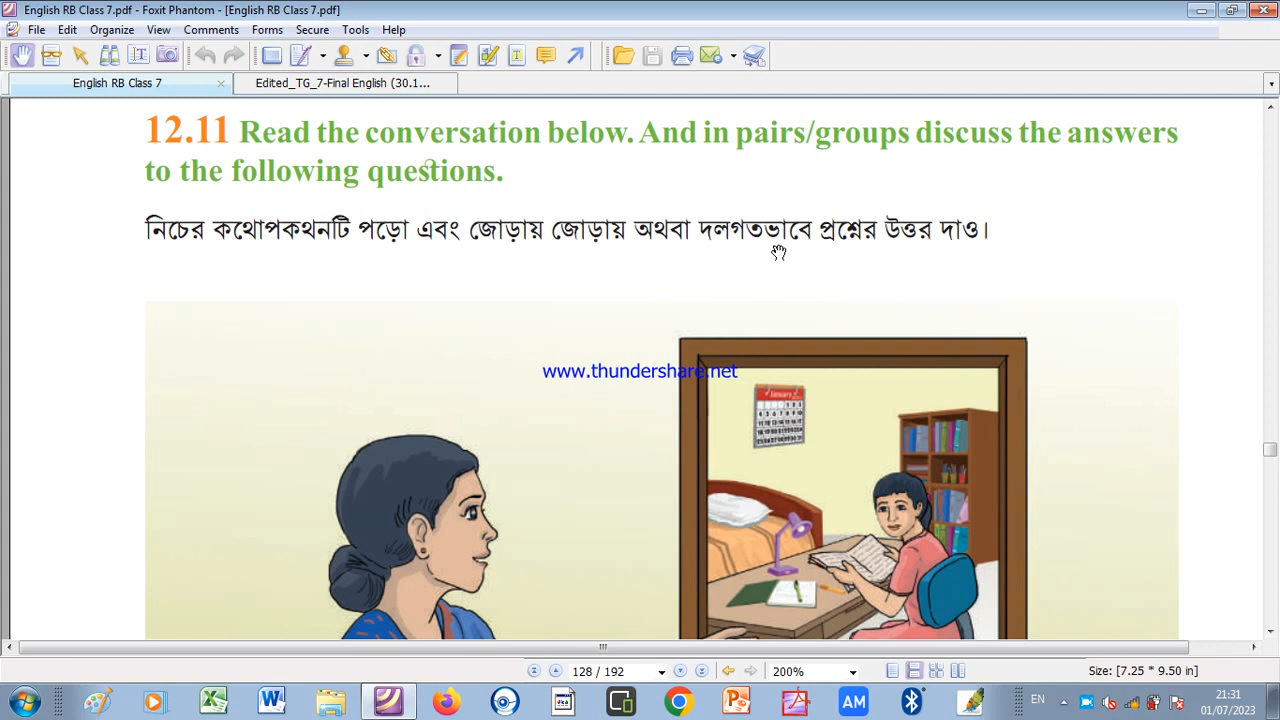 English RB Class 7.pdf - Foxit Phantom - [English RB Class 7.pdf]
File Edit Organize View Comments Forms Secure Tools Help
English RB Class 7
Edited_TG_7-Final English (30.1...
12.11 Read the conversation below. And in pairs/groups discuss the answers
to the following questions.
নিচের কথোপকথনটি পড়ো এবং জোড়ায় জোড়ায় অথবা দলগতভাবে প্রশ্নের উত্তর দাও।
www.thundershare.net
January
128 / 192
200%
Size: [7.25 * 9.50 in]
EN
21:31
01/07/2023